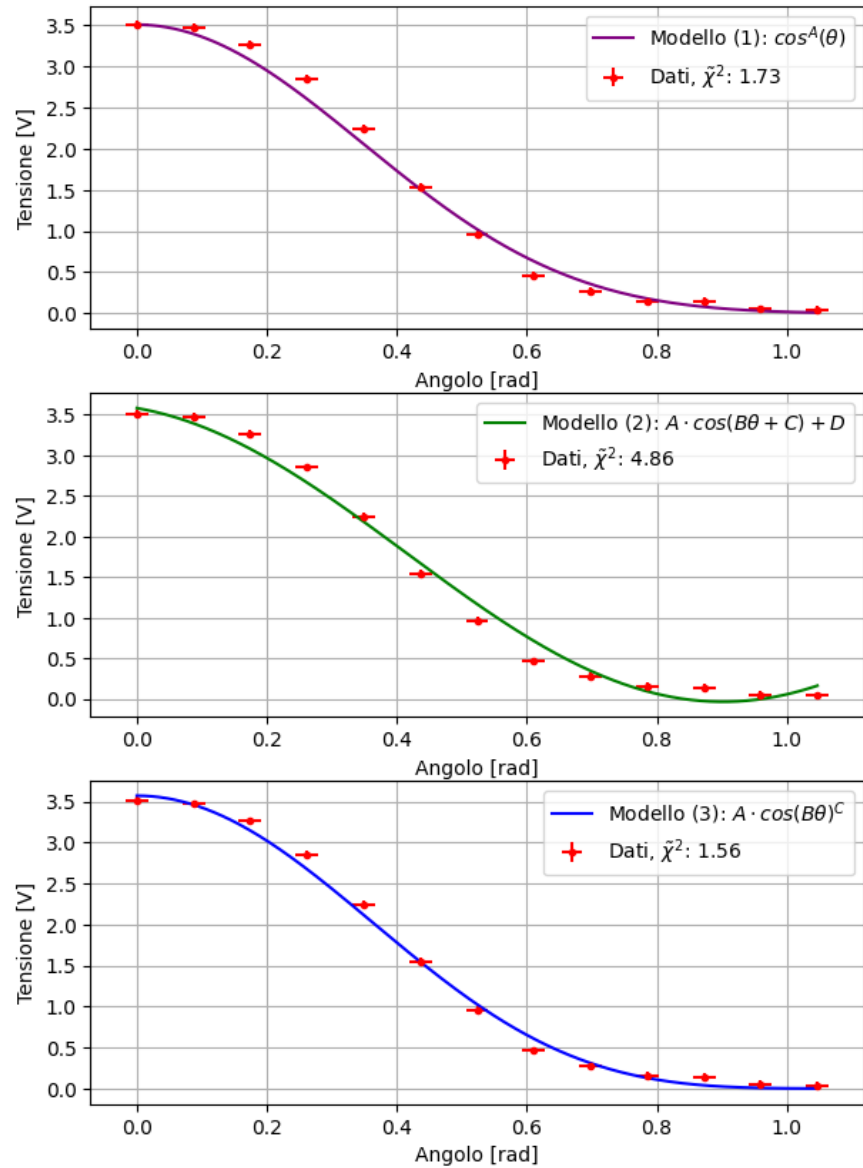 3.5
3.0
2.5
2.0
1.5
1.0
0.5
0.0
Tensione [V]
Modello (1): cos^A(θ)
Dati, χ̃²: 1.73
0.0 0.2 0.4 0.6 0.8 1.0
Angolo [rad]
3.5
3.0
2.5
2.0
1.5
1.0
0.5
0.0
Tensione [V]
Modello (2): A · cos(Bθ + C) + D
Dati, χ̃²: 4.86
0.0 0.2 0.4 0.6 0.8 1.0
Angolo [rad]
3.5
3.0
2.5
2.0
1.5
1.0
0.5
0.0
Tensione [V]
Modello (3): A · cos(Bθ)^C
Dati, χ̃²: 1.56
0.0 0.2 0.4 0.6 0.8 1.0
Angolo [rad]